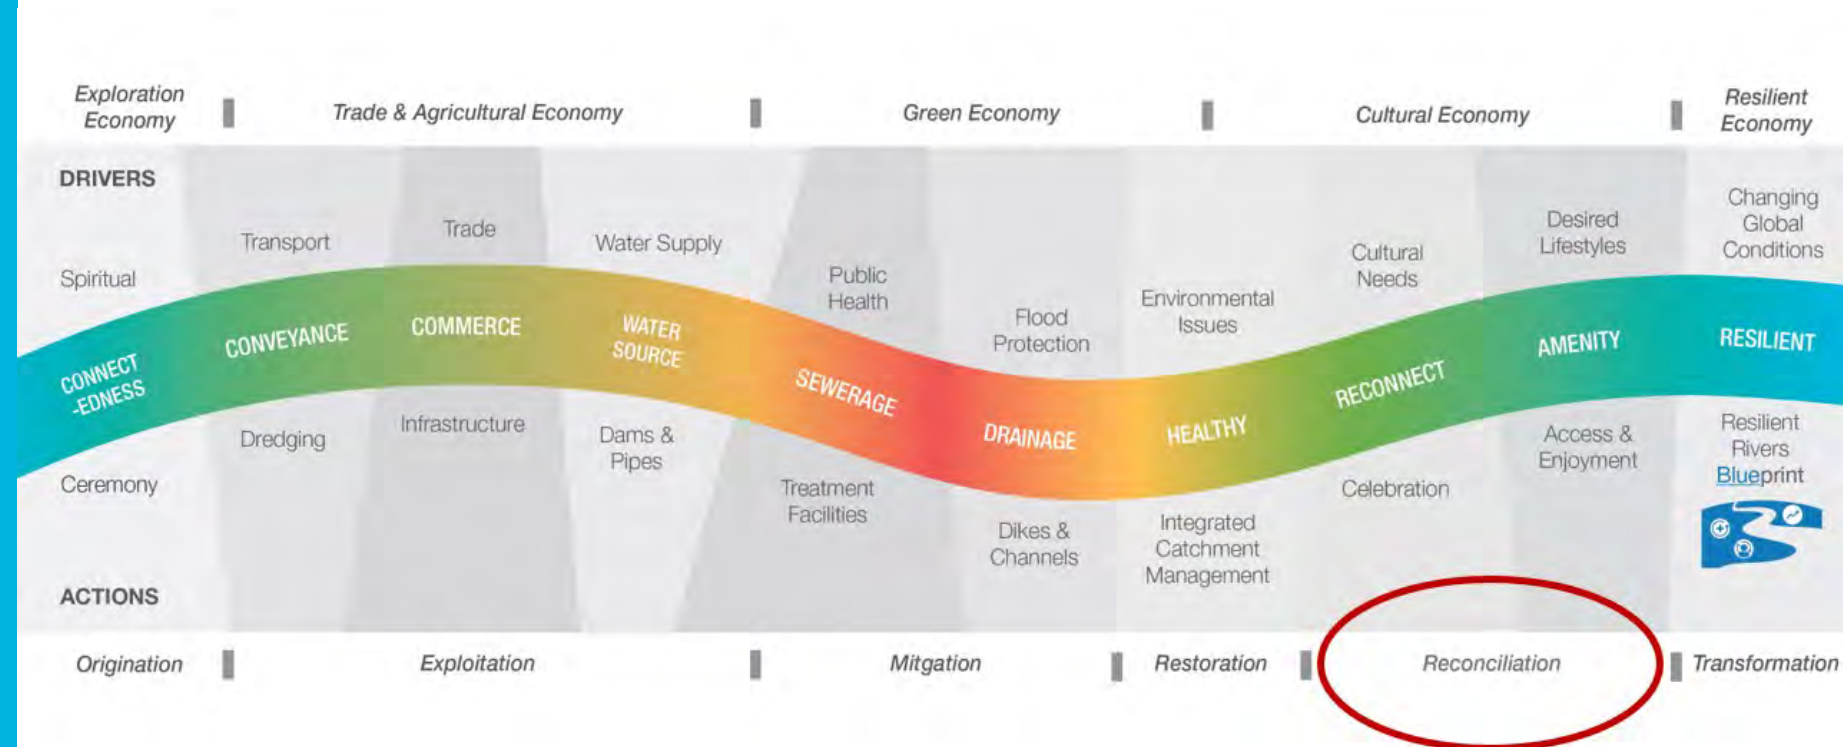 Exploration
Economy
Trade & Agricultural Economy
Green Economy
Cultural Economy
Resilient
Economy
DRIVERS
Spiritual
Transport
Trade
Water Supply
Public
Health
Flood
Protection
Environmental
Issues
Cultural
Needs
Desired
Lifestyles
Changing
Global
Conditions
CONNECT
-EDNESS
CONVEYANCE
COMMERCE
WATER
SOURCE
SEWERAGE
DRAINAGE
HEALTHY
RECONNECT
AMENITY
RESILIENT
Ceremony
Dredging
Infrastructure
Dams &
Pipes
Treatment
Facilities
Dikes &
Channels
Integrated
Catchment
Management
Celebration
Access &
Enjoyment
Resilient
Rivers
Blueprint
ACTIONS
Origination
Exploitation
Mitgation
Restoration
Reconciliation
Transformation